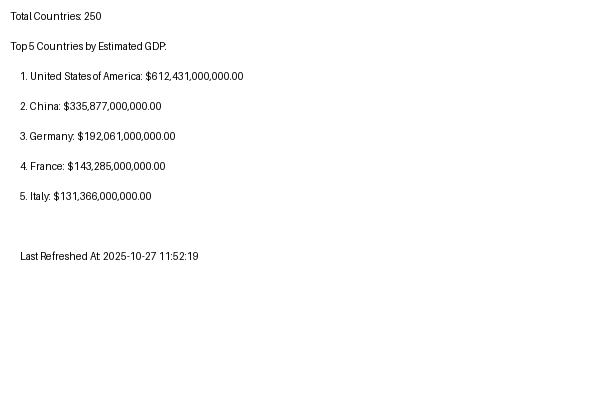 Total Countries: 250
Top 5 Countries by Estimated GDP:
1. United States of America: $612,431,000,000.00
2. China: $335,877,000,000.00
3. Germany: $192,061,000,000.00
4. France: $143,285,000,000.00
5. Italy: $131,366,000,000.00
Last Refreshed At: 2025-10-27 11:52:19